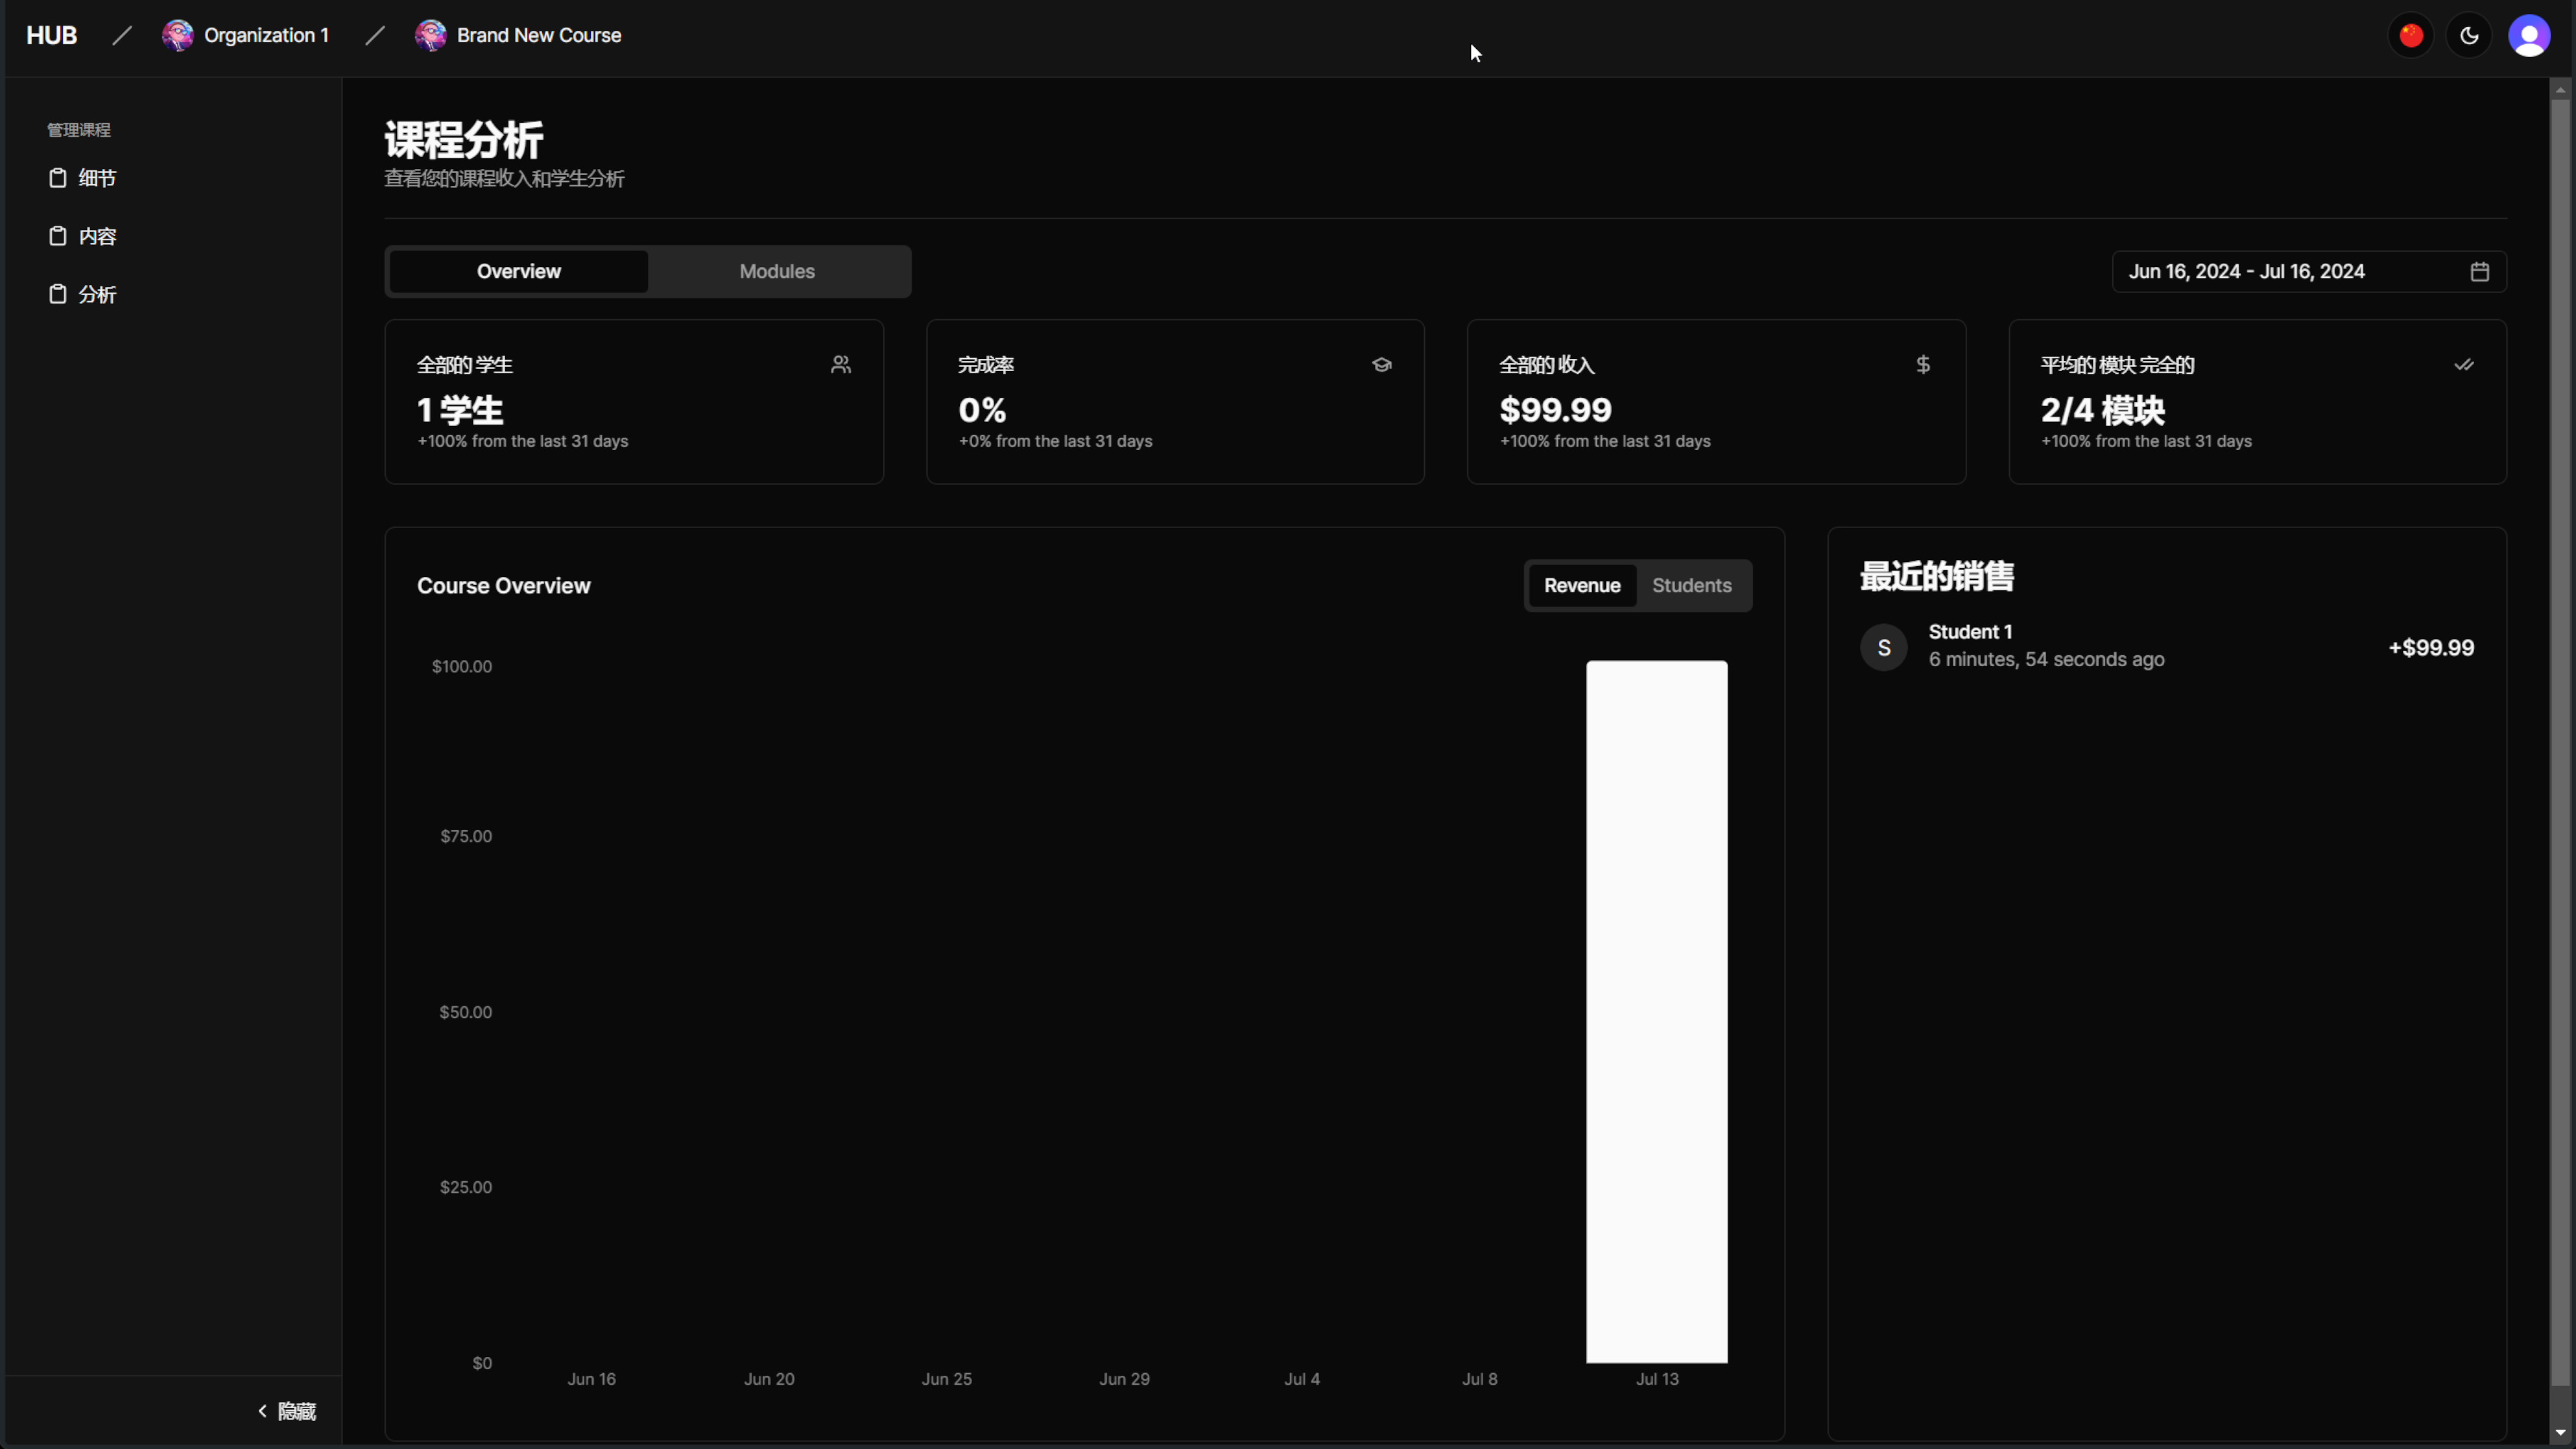 HUB
Organization 1
Brand New Course
管理课程
细节
内容
分析
隐藏
课程分析
查看您的课程收入和学生分析
Overview
Modules
Jun 16, 2024 - Jul 16, 2024
全部的 学生
1 学生
+100% from the last 31 days
完成率
0%
+0% from the last 31 days
全部的 收入
$99.99
+100% from the last 31 days
平均的 模块 完全的
2/4 模块
+100% from the last 31 days
Course Overview
Revenue
Students
$100.00
$75.00
$50.00
$25.00
$0
Jun 16
Jun 20
Jun 25
Jun 29
Jul 4
Jul 8
Jul 13
最近的销售
S
Student 1
6 minutes, 54 seconds ago
+$99.99